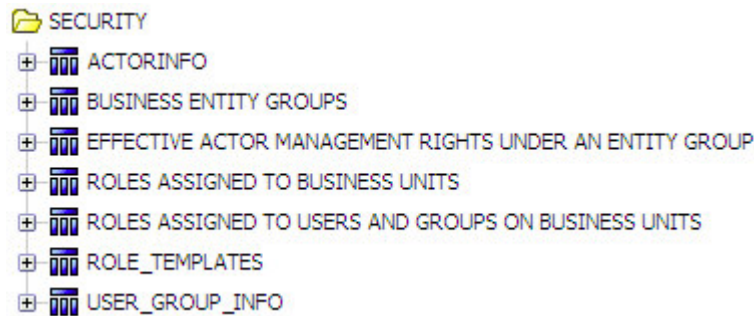 SECURITY
ACTORINFO
BUSINESS ENTITY GROUPS
EFFECTIVE ACTOR MANAGEMENT RIGHTS UNDER AN ENTITY GROUP
ROLES ASSIGNED TO BUSINESS UNITS
ROLES ASSIGNED TO USERS AND GROUPS ON BUSINESS UNITS
ROLE_TEMPLATES
USER_GROUP_INFO